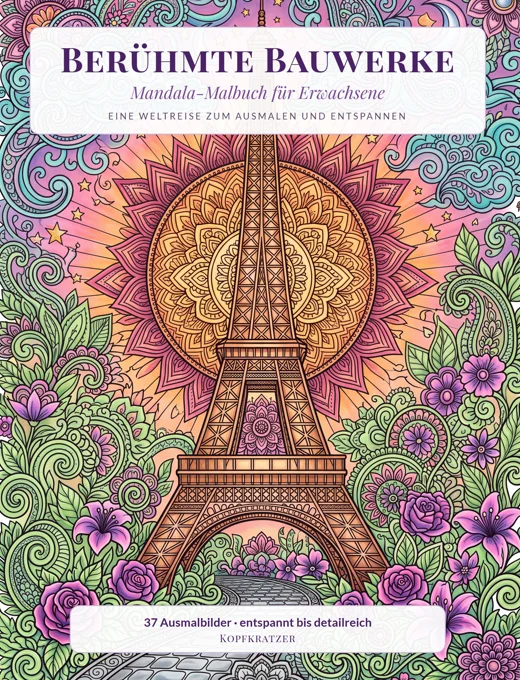 Berühmte Bauwerke
Mandala-Malbuch für Erwachsene
EINE WELTREISE ZUM AUSMALEN UND ENTSPANNEN
37 Ausmalbilder · entspannt bis detailreich
Kopfkratzer